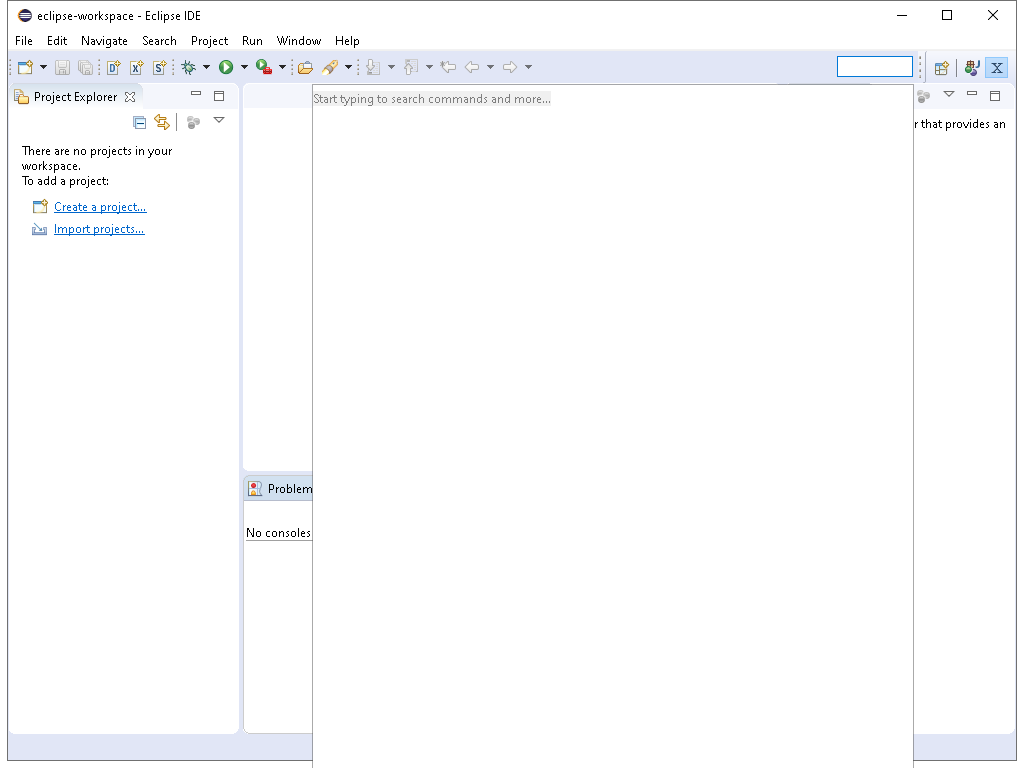 eclipse-workspace - Eclipse IDE
File Edit Navigate Search Project Run Window Help
D X S X
Project Explorer
Start typing to search commands and more...
r that provides an
There are no projects in your
workspace.
To add a project:
Create a project...
Import projects...
Problem
No consoles